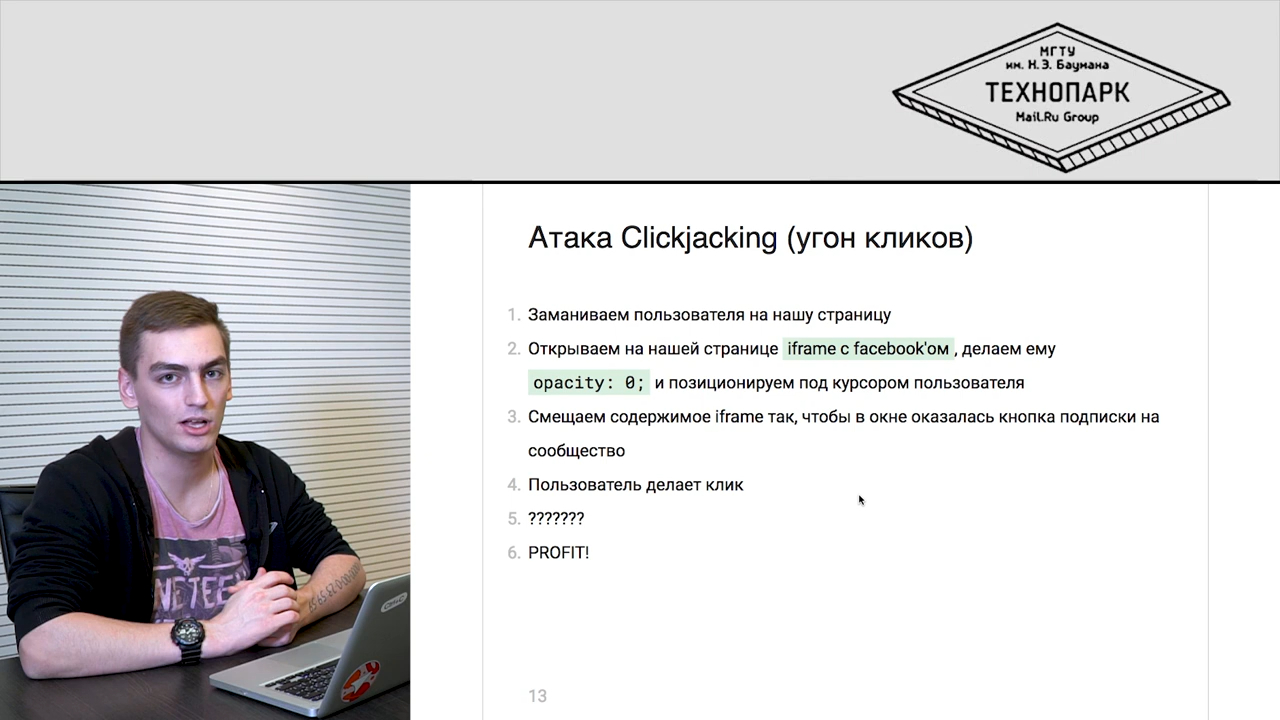 МГТУ
им. Н.Э. Баумана
ТЕХНОПАРК
Mail.Ru Group
Атака Clickjacking (угон кликов)
1. Заманиваем пользователя на нашу страницу
2. Открываем на нашей странице iframe с facebook'ом , делаем ему
opacity: 0; и позиционируем под курсором пользователя
3. Смещаем содержимое iframe так, чтобы в окне оказалась кнопка подписки на
сообщество
4. Пользователь делает клик
5. ???????
6. PROFIT!
13